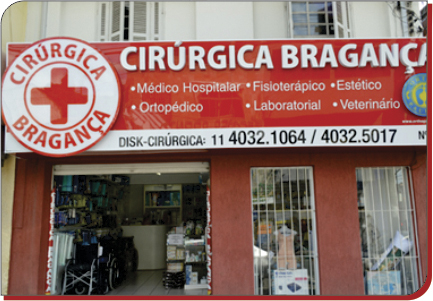 CIRÚRGICA
BRAGANÇA
CIRÚRGICA BRAGANÇA
• Médico Hospitalar • Fisioterápico • Estético
• Ortopédico • Laboratorial • Veterinário
DISK-CIRÚRGICA: 11 4032.1064 / 4032.5017